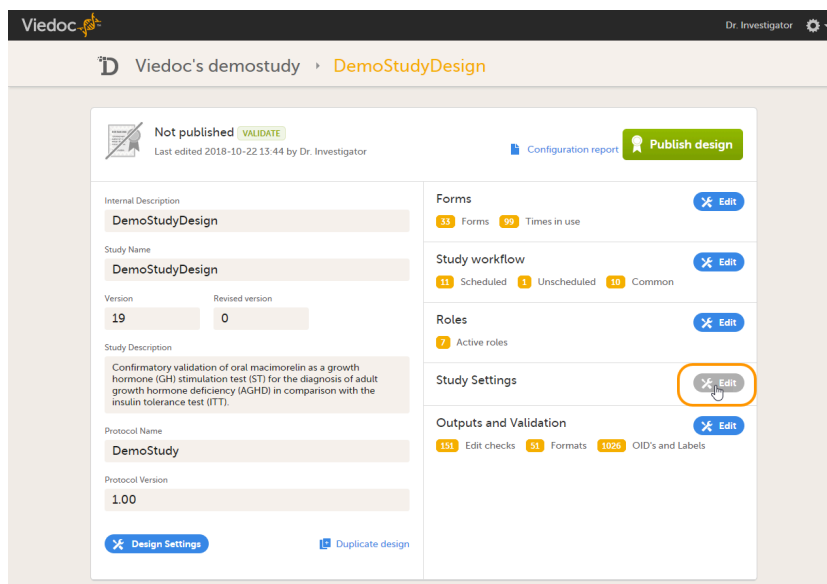 Viedoc
Dr. Investigator
Viedoc's demostudy
DemoStudyDesign
Not published VALIDATE
Last edited 2018-10-22 13:44 by Dr. Investigator
Configuration report
Publish design
Internal Description
DemoStudyDesign
Study Name
DemoStudyDesign
Version Revised version
19 0
Study Description
Confirmatory validation of oral macimorelin as a growth
hormone (GH) stimulation test (ST) for the diagnosis of adult
growth hormone deficiency (AGHD) in comparison with the
insulin tolerance test (ITT).
Protocol Name
DemoStudy
Protocol Version
1.00
Design Settings
Duplicate design
Forms Edit
33 Forms 99 Times in use
Study workflow Edit
11 Scheduled 1 Unscheduled 10 Common
Roles Edit
7 Active roles
Study Settings Edit
Outputs and Validation Edit
151 Edit checks 51 Formats 1026 OID's and Labels